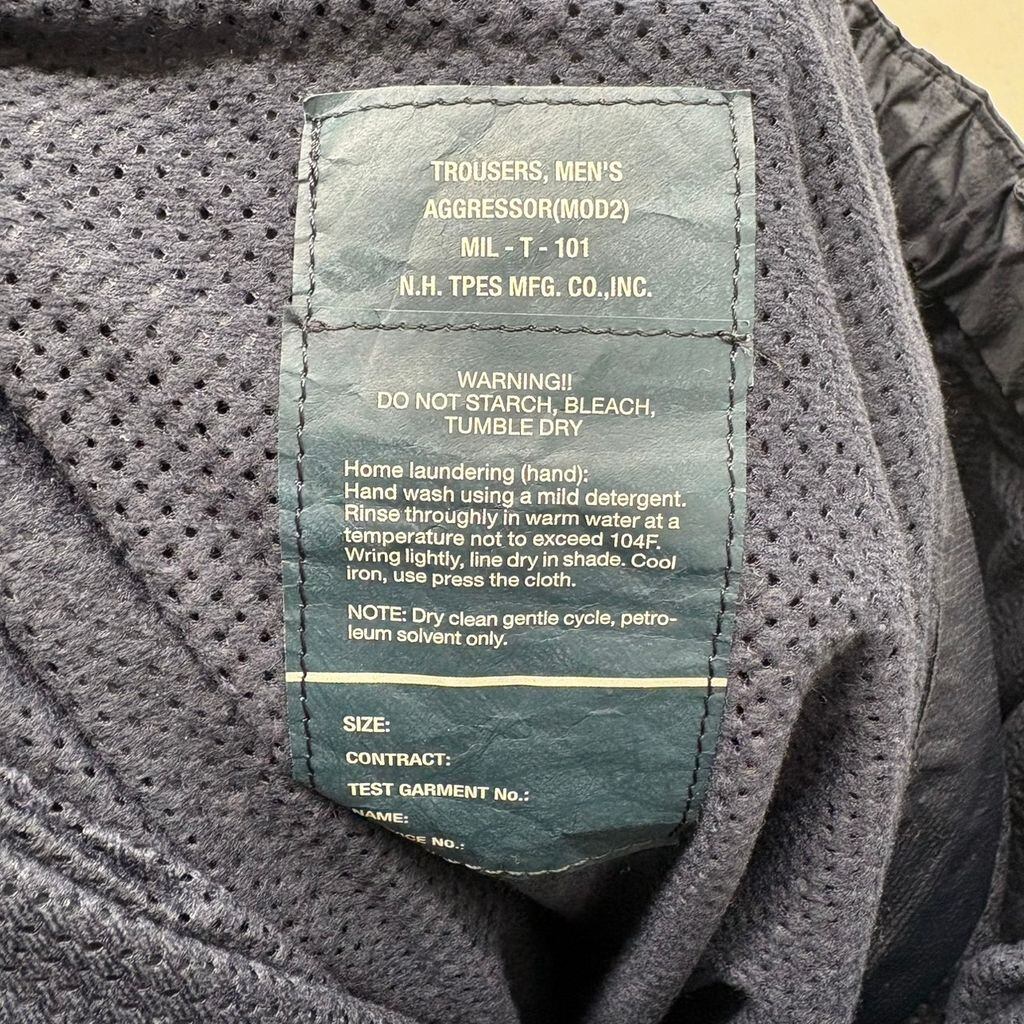 TROUSERS, MEN'S
AGGRESSOR(MOD2)
MIL - T - 101
N.H. TPES MFG. CO.,INC.
WARNING!!
DO NOT STARCH, BLEACH,
TUMBLE DRY
Home laundering (hand):
Hand wash using a mild detergent.
Rinse throughly in warm water at a
temperature not to exceed 104F.
Wring lightly, line dry in shade. Cool
iron, use press the cloth.
NOTE: Dry clean gentle cycle, petro-
leum solvent only.
SIZE:
CONTRACT:
TEST GARMENT No.:
NAME:
No.: